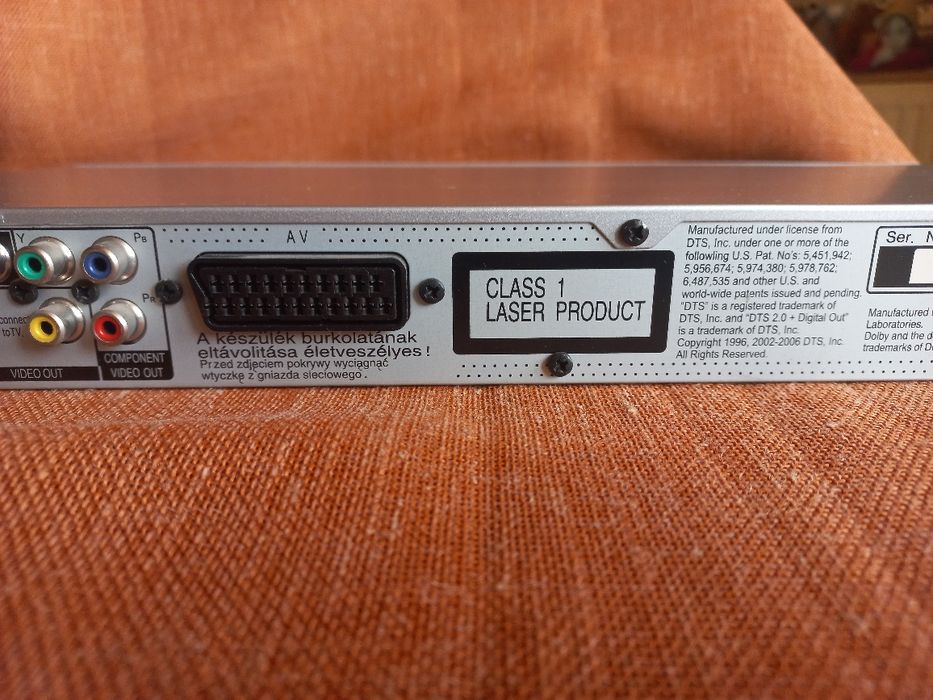 Y
PB
PR
connect
to TV.
VIDEO OUT
COMPONENT
VIDEO OUT
AV
A készülék burkolatának
eltávolitása életveszélyes !
Przed zdjęciem pokrywy wyciągnąć
wtyczkę z gniazda sieciowego .
CLASS 1
LASER PRODUCT
Manufactured under license from
DTS, Inc. under one or more of the
followling U.S. Pat. No's: 5,451,942;
5,956,674; 5,974,380; 5,978,762;
6,487,535 and other U.S. and
world-wide patents issued and pending.
"DTS" is a registered trademark of
DTS, Inc. and "DTS 2.0 + Digital Out"
is a trademark of DTS, Inc.
Copyright 1996, 2002-2006 DTS, Inc.
All Rights Reserved.
Ser. N
Manufactured
Laboratories.
Dolby and the
trademarks of